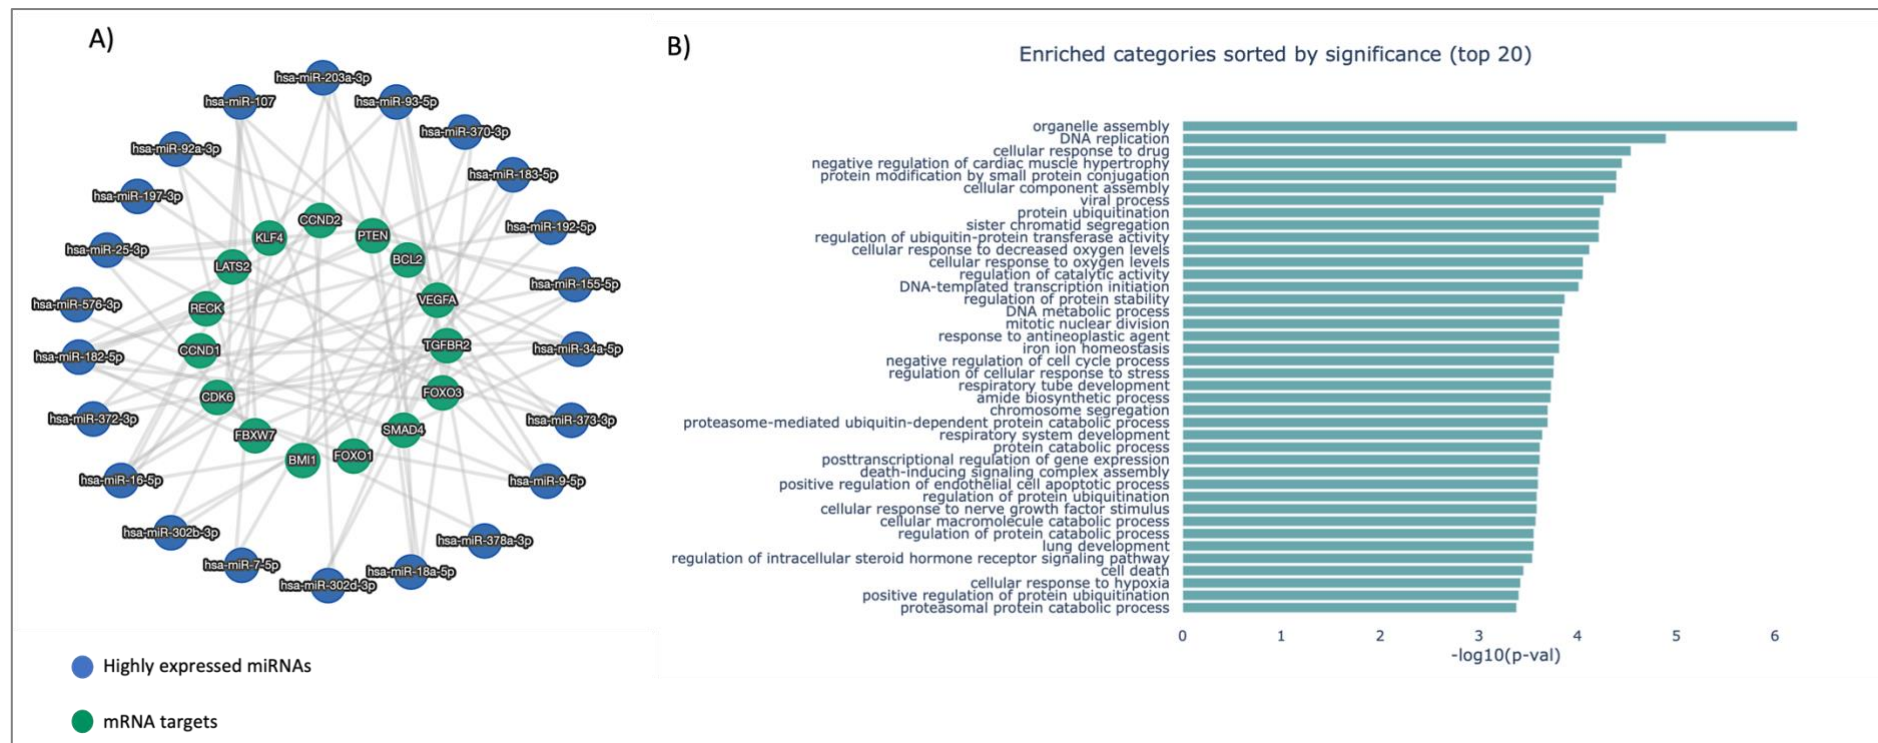 A)
hsa-miR-203a-3p
hsa-miR-107
hsa-miR-93-5p
hsa-miR-370-3p
hsa-miR-92a-3p
hsa-miR-183-5p
hsa-miR-197-3p
hsa-miR-192-5p
hsa-miR-25-3p
hsa-miR-155-5p
hsa-miR-576-3p
hsa-miR-34a-5p
hsa-miR-182-5p
hsa-miR-373-3p
hsa-miR-372-3p
hsa-miR-9-5p
hsa-miR-16-5p
hsa-miR-378a-3p
hsa-miR-302b-3p
hsa-miR-18a-5p
hsa-miR-7-5p
hsa-miR-302d-3p
CCND2
KLF4
PTEN
BCL2
LATS2
VEGFA
RECK
TGFBR2
CCND1
FOXO3
CDK6
SMAD4
FBXW7
FOXO1
BMI1
Highly expressed miRNAs
mRNA targets
B)
Enriched categories sorted by significance (top 20)
organelle assembly
DNA replication
cellular response to drug
negative regulation of cardiac muscle hypertrophy
protein modification by small protein conjugation
cellular component assembly
viral process
protein ubiquitination
sister chromatid segregation
regulation of ubiquitin-protein transferase activity
cellular response to decreased oxygen levels
cellular response to oxygen levels
regulation of catalytic activity
DNA-templated transcription initiation
regulation of protein stability
DNA metabolic process
mitotic nuclear division
response to antineoplastic agent
iron ion homeostasis
negative regulation of cell cycle process
regulation of cellular response to stress
respiratory tube development
amide biosynthetic process
chromosome segregation
proteasome-mediated ubiquitin-dependent protein catabolic process
respiratory system development
protein catabolic process
posttranscriptional regulation of gene expression
death-inducing signaling complex assembly
positive regulation of endothelial cell apoptotic process
regulation of protein ubiquitination
cellular response to nerve growth factor stimulus
cellular macromolecule catabolic process
regulation of protein catabolic process
lung development
regulation of intracellular steroid hormone receptor signaling pathway
cell death
cellular response to hypoxia
positive regulation of protein ubiquitination
proteasomal protein catabolic process
0 1 2 3 4 5 6
-log10(p-val)